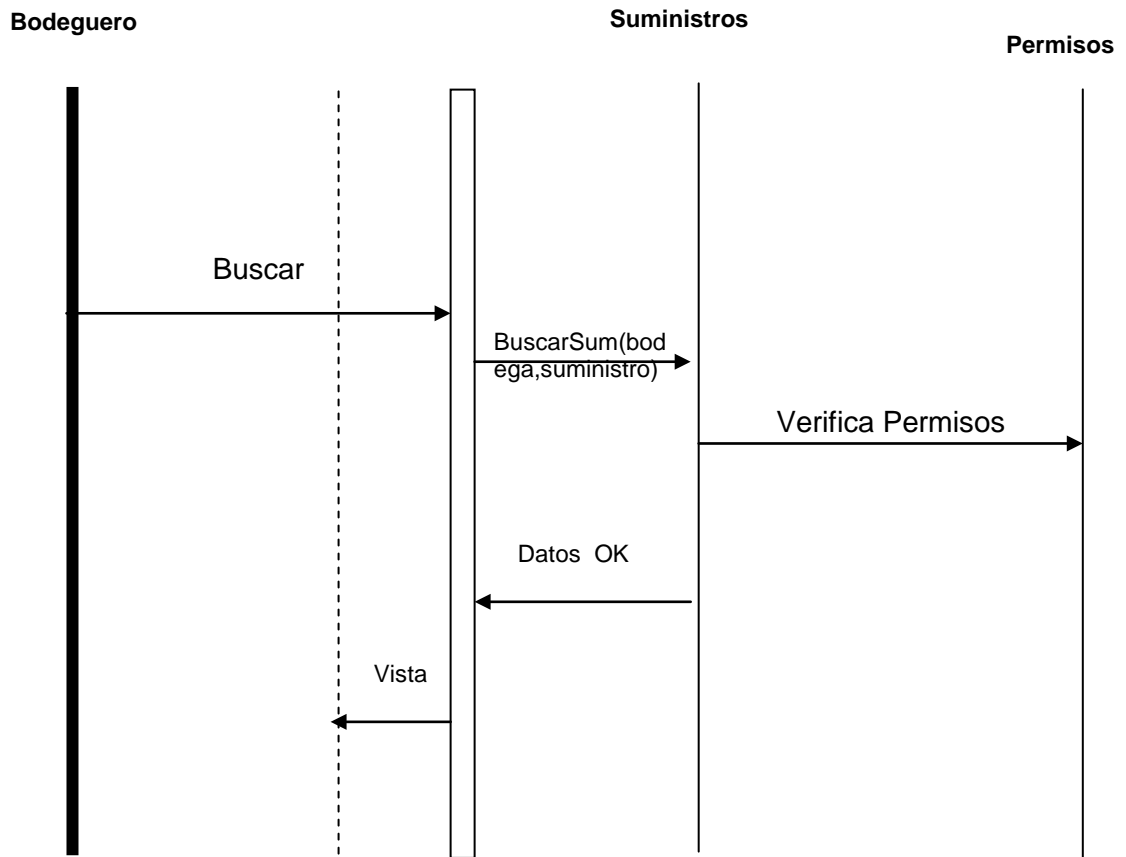 Bodeguero
Suministros
Permisos
Buscar
BuscarSum(bod
ega,suministro)
Verifica Permisos
Datos OK
Vista